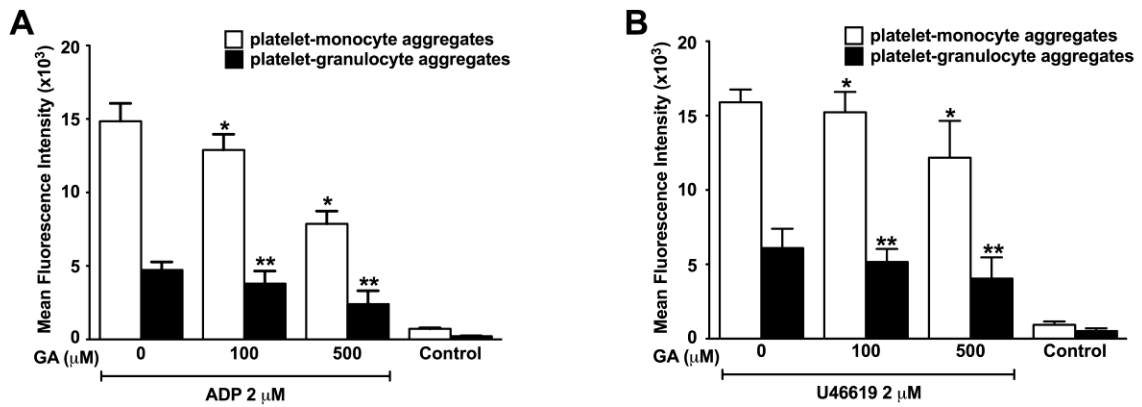 A
platelet-monocyte aggregates
platelet-granulocyte aggregates
Mean Fluorescence Intensity (x10³)
20
15
10
5
0
*
*
**
**
GA (μM)
0 100 500 Control
ADP 2 μM
B
platelet-monocyte aggregates
platelet-granulocyte aggregates
Mean Fluorescence Intensity (x10³)
20
15
10
5
0
*
*
**
**
GA (μM)
0 100 500 Control
U46619 2 μM